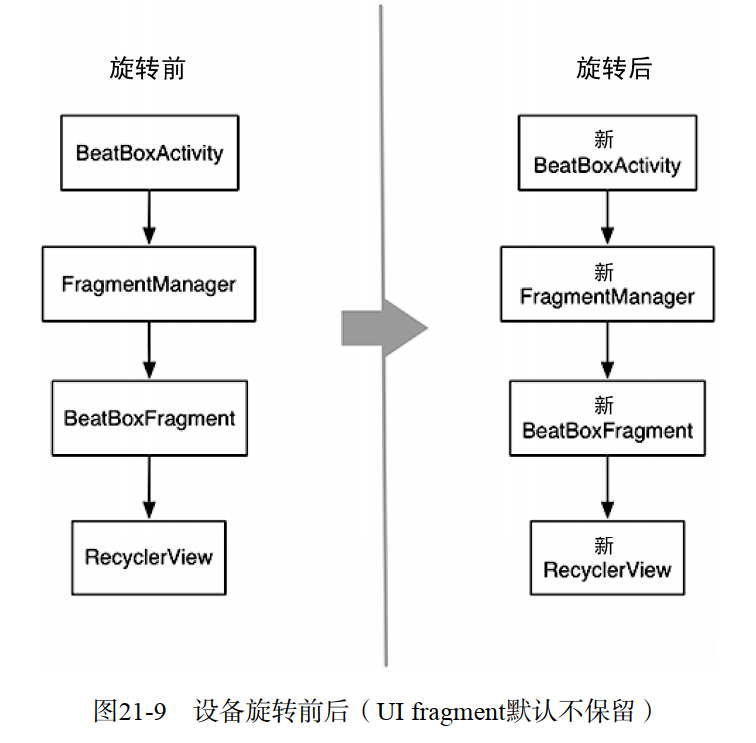 旋转前
BeatBoxActivity
FragmentManager
BeatBoxFragment
RecyclerView
旋转后
新
BeatBoxActivity
新
FragmentManager
新
BeatBoxFragment
新
RecyclerView
图21-9 设备旋转前后（UI fragment默认不保留）